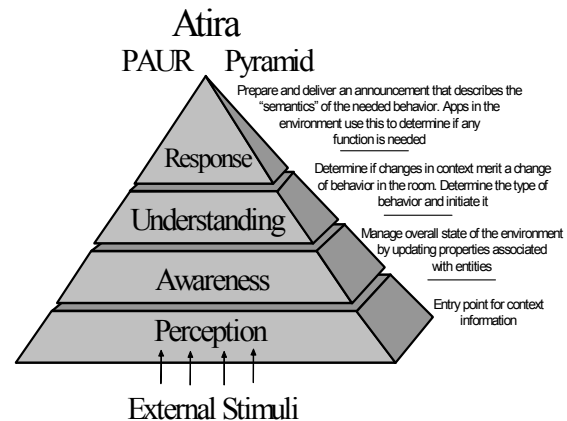 Atira
PAUR Pyramid
Prepare and deliver an announcement that describes the
“semantics” of the needed behavior. Apps in the
environment use this to determine if any
function is needed
Response
Determine if changes in context merit a change
of behavior in the room. Determine the type of
behavior and initiate it
Understanding
Manage overall state of the environment
by updating properties associated
with entities
Awareness
Entry point for context
information
Perception
External Stimuli